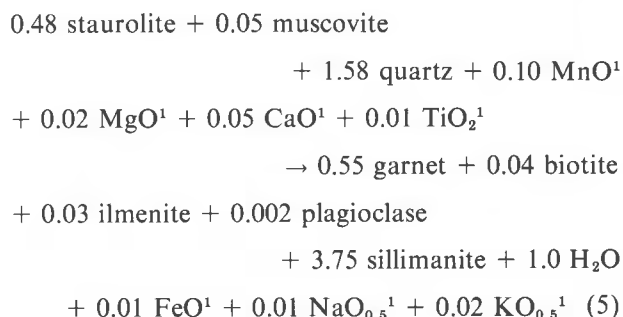 0.48 staurolite + 0.05 muscovite
+ 1.58 quartz + 0.10 MnO¹
+ 0.02 MgO¹ + 0.05 CaO¹ + 0.01 TiO₂¹
→ 0.55 garnet + 0.04 biotite
+ 0.03 ilmenite + 0.002 plagioclase
+ 3.75 sillimanite + 1.0 H₂O
+ 0.01 FeO¹ + 0.01 NaO₀.₅¹ + 0.02 KO₀.₅¹ (5)